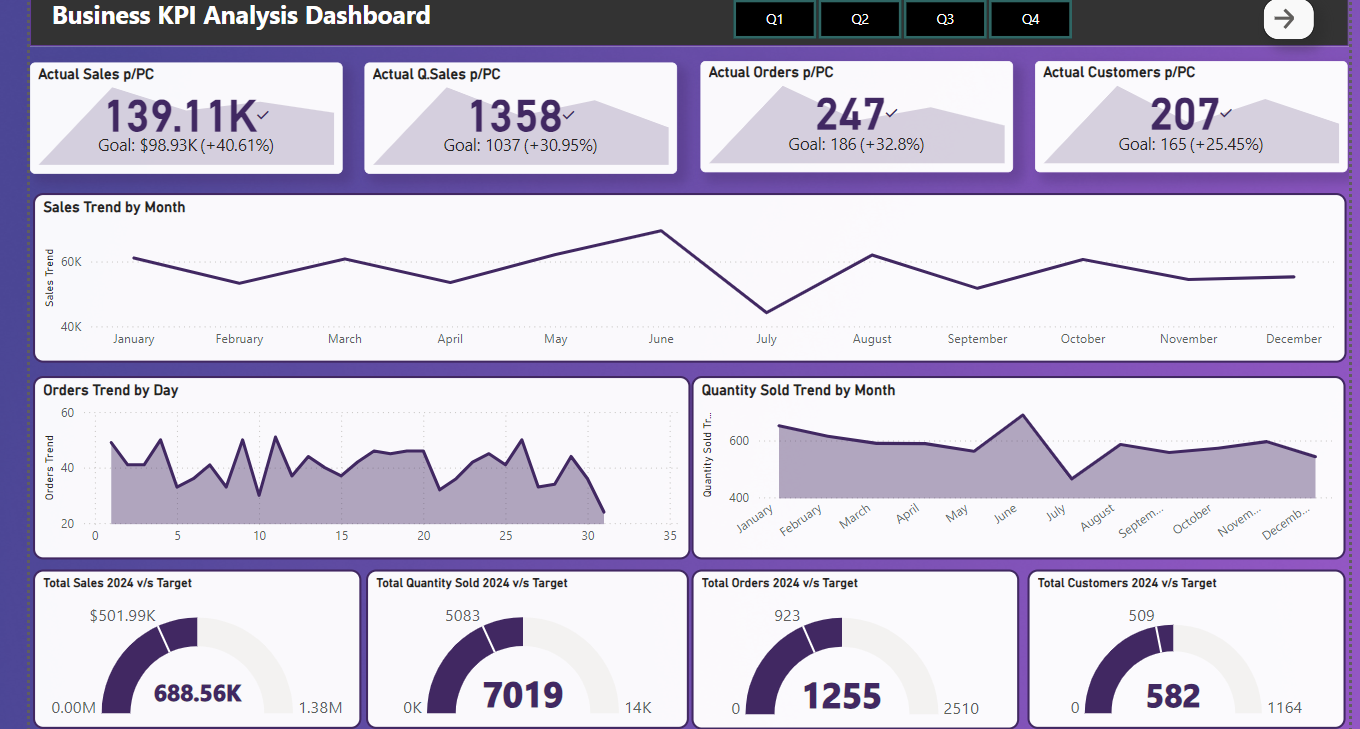 Business KPI Analysis Dashboard
Q1 Q2 Q3 Q4
Actual Sales p/PC
139.11K
Goal: $98.93K (+40.61%)
Actual Q.Sales p/PC
1358
Goal: 1037 (+30.95%)
Actual Orders p/PC
247
Goal: 186 (+32.8%)
Actual Customers p/PC
207
Goal: 165 (+25.45%)
Sales Trend by Month
Sales Trend
60K
40K
January February March April May June July August September October November December
Orders Trend by Day
Orders Trend
60
40
20
0 5 10 15 20 25 30 35
Quantity Sold Trend by Month
Quantity Sold Tr...
600
400
January February March April May June July August Septem... October Novem... Decemb...
Total Sales 2024 v/s Target
$501.99K
688.56K
0.00M 1.38M
Total Quantity Sold 2024 v/s Target
5083
7019
0K 14K
Total Orders 2024 v/s Target
923
1255
0 2510
Total Customers 2024 v/s Target
509
582
0 1164